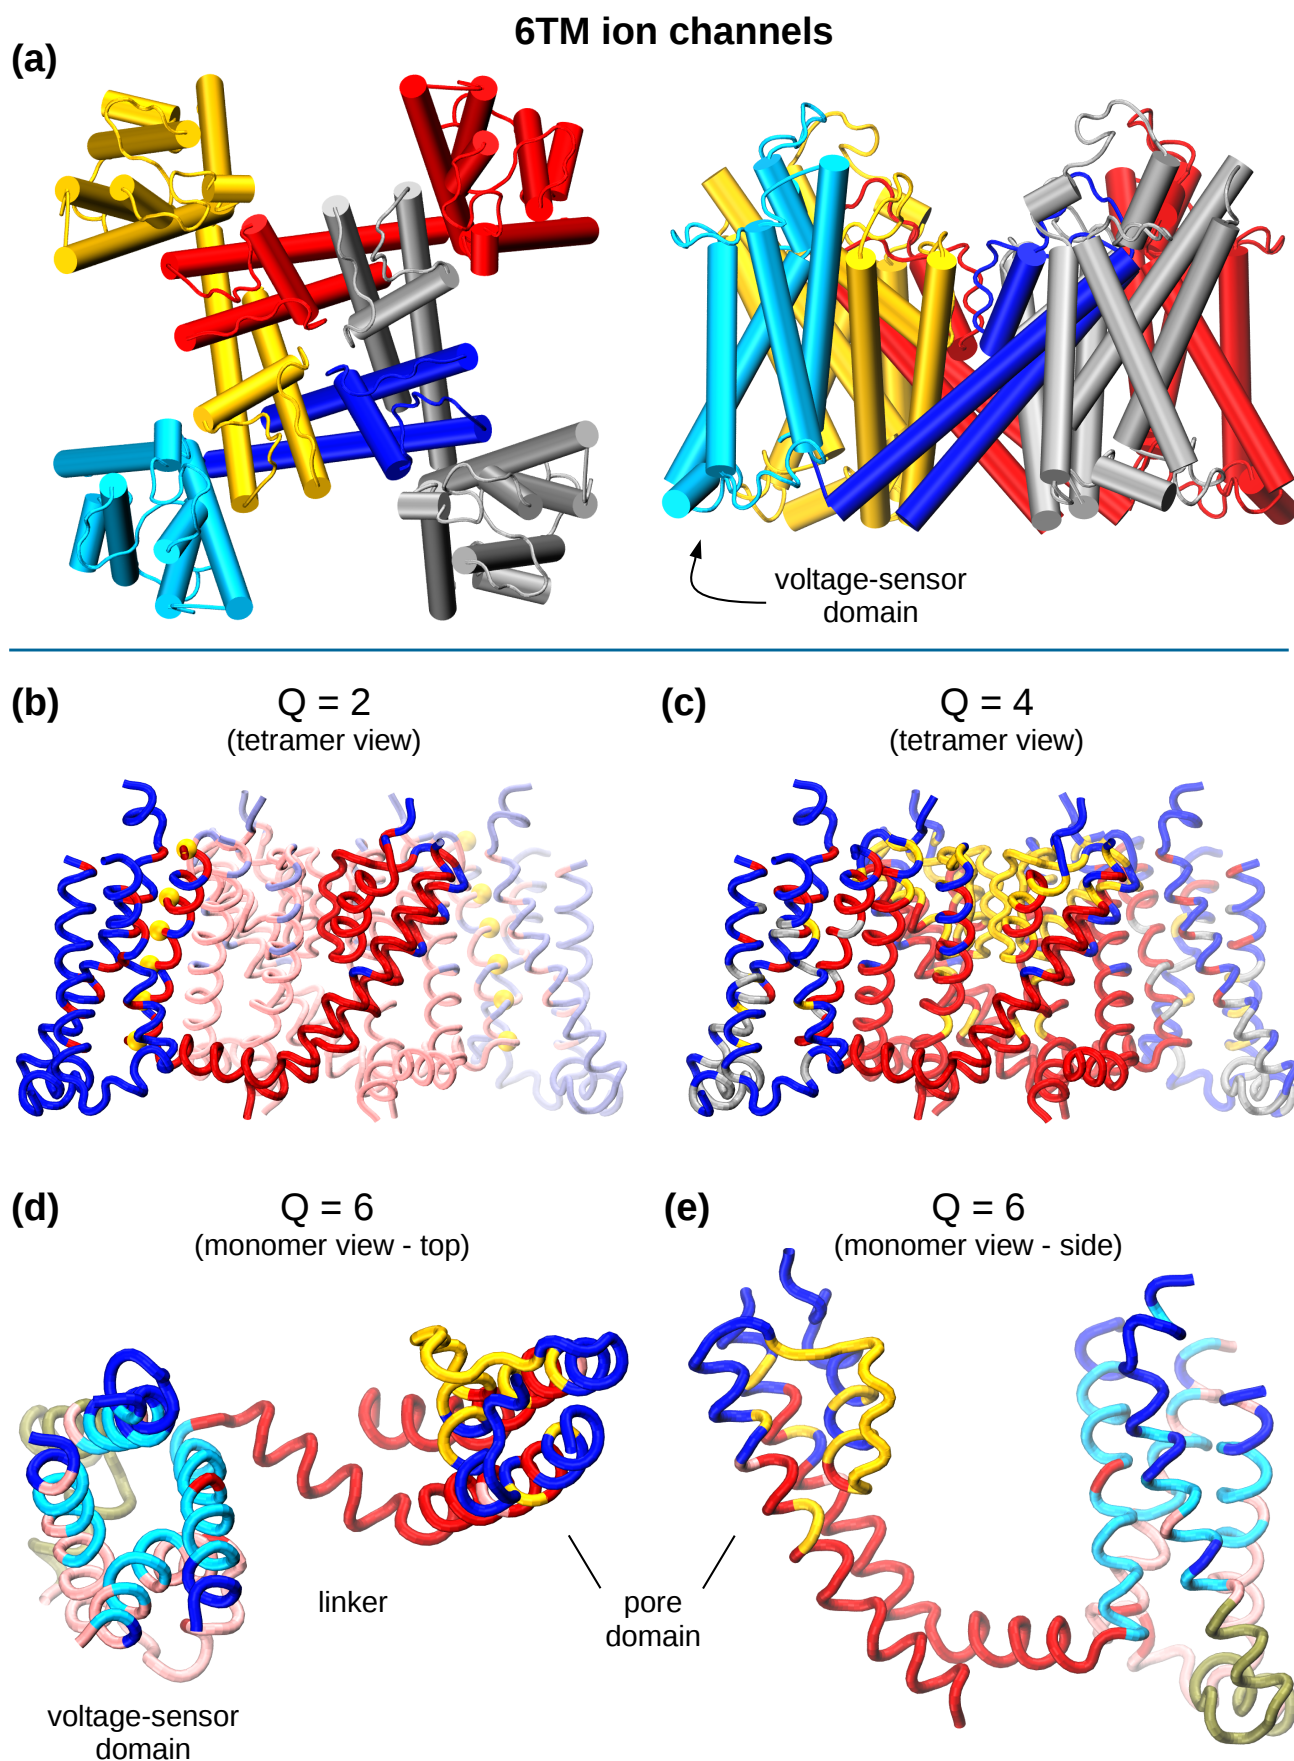 6TM ion channels
(a)
voltage-sensor
domain
(b)
Q = 2
(tetramer view)
(c)
Q = 4
(tetramer view)
(d)
Q = 6
(monomer view - top)
(e)
Q = 6
(monomer view - side)
linker
pore
domain
voltage-sensor
domain